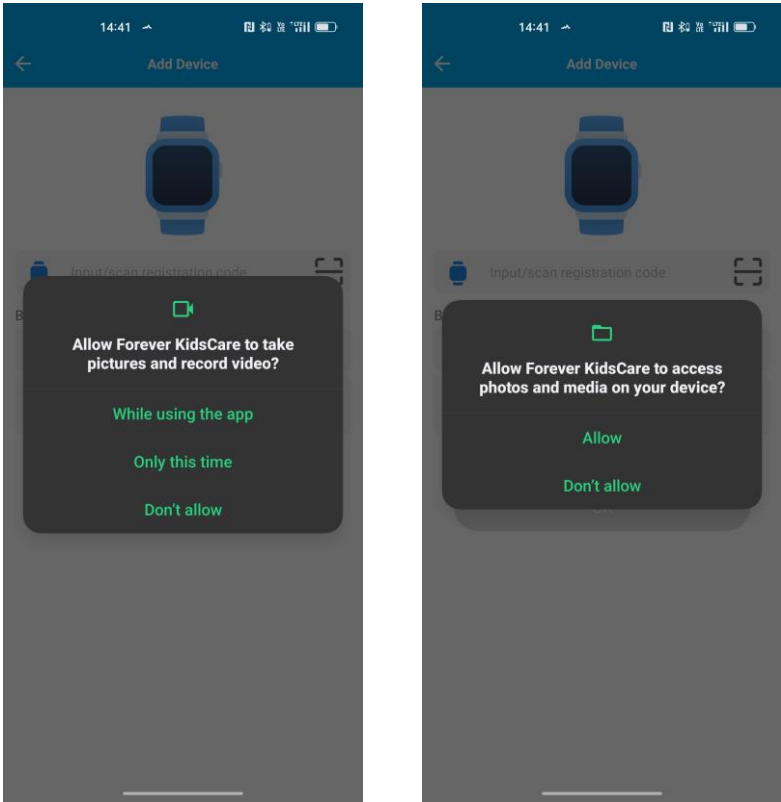 14:41
Add Device
Input/scan registration code
B
Allow Forever KidsCare to take
pictures and record video?
While using the app
Only this time
Don't allow
14:41
Add Device
Input/scan registration code
B
Allow Forever KidsCare to access
photos and media on your device?
Allow
Don't allow